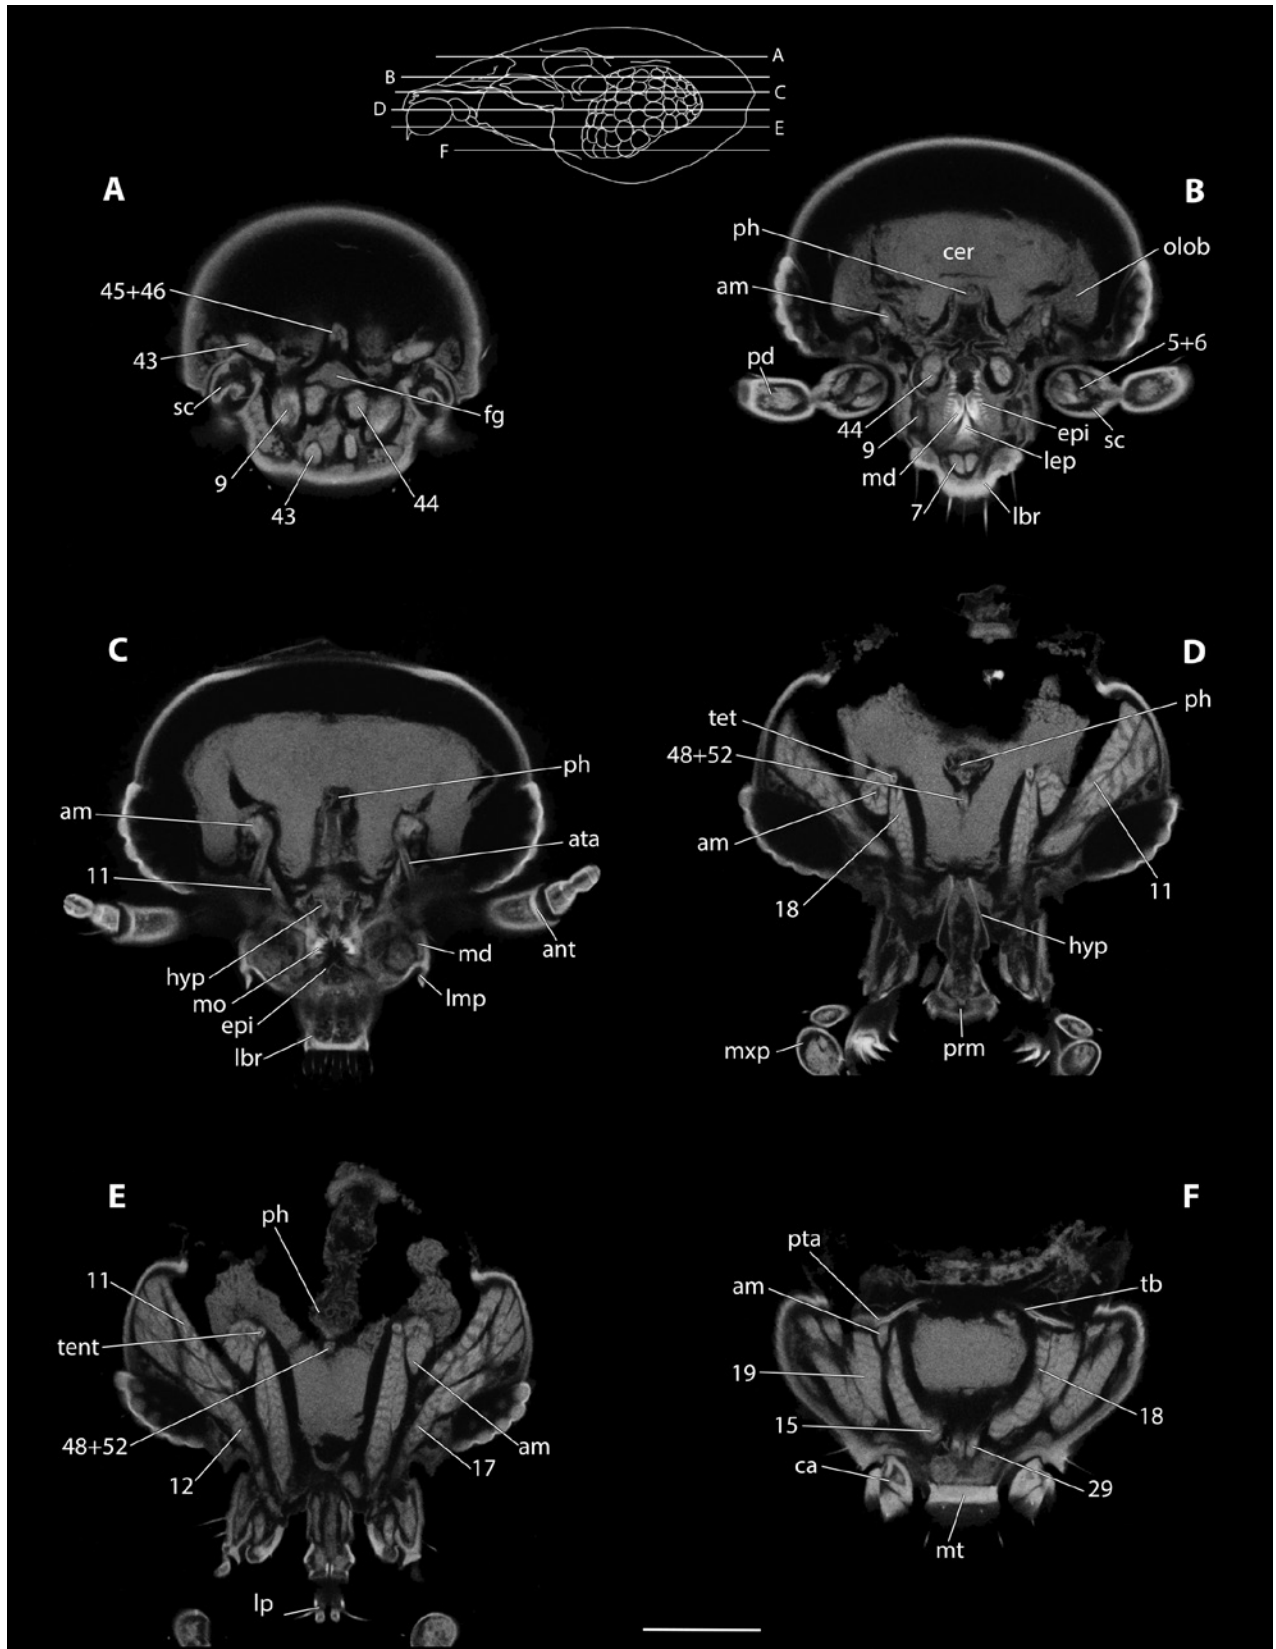 A
B
C
D
E
F
A
45+46
43
sc
fg
9
43
44
B
ph
cer
olob
am
5+6
pd
44
9
epi
sc
md
lep
7
lbr
C
ph
am
ata
11
hyp
md
ant
mo
lmp
epi
lbr
D
tet
ph
48+52
am
18
11
hyp
mxp
prm
E
ph
11
tent
48+52
12
17
am
lp
F
pta
am
tb
19
15
18
ca
29
mt